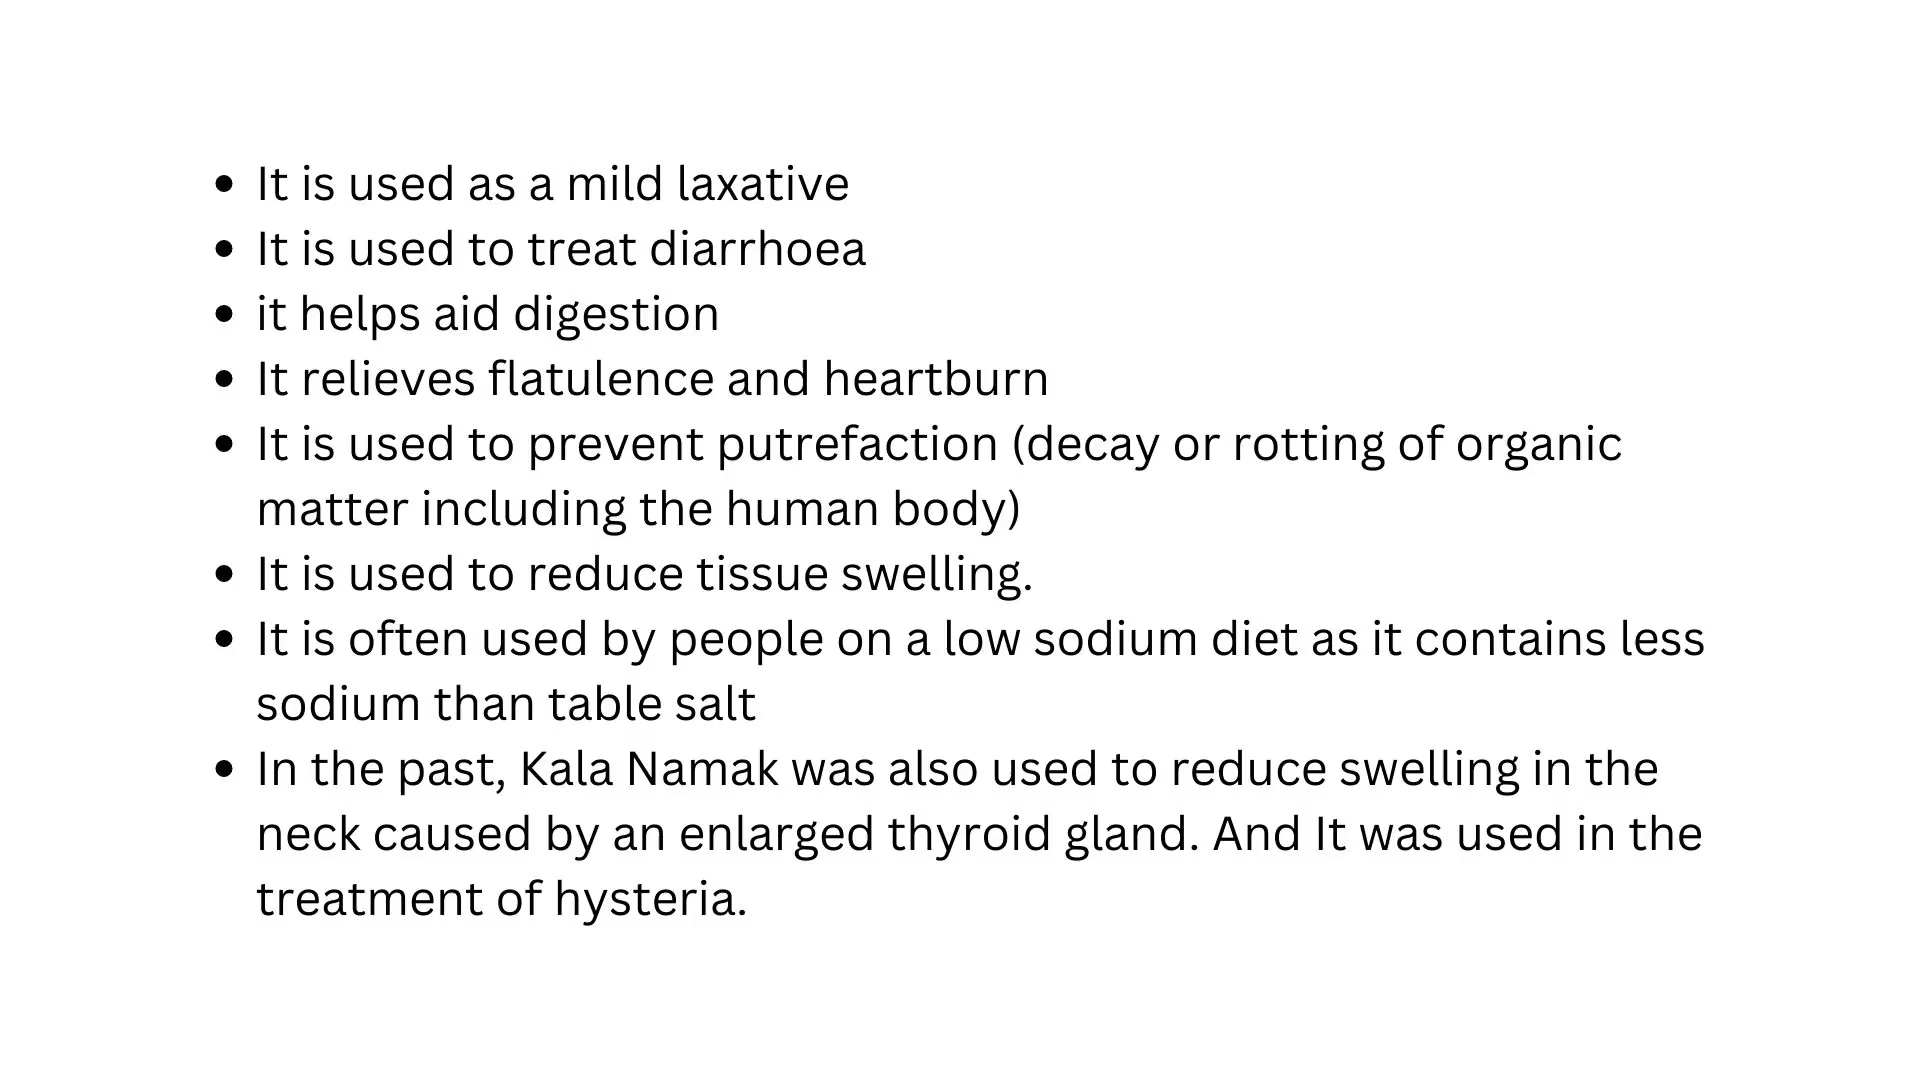 • It is used as a mild laxative
• It is used to treat diarrhoea
• it helps aid digestion
• It relieves flatulence and heartburn
• It is used to prevent putrefaction (decay or rotting of organic
matter including the human body)
• It is used to reduce tissue swelling.
• It is often used by people on a low sodium diet as it contains less
sodium than table salt
• In the past, Kala Namak was also used to reduce swelling in the
neck caused by an enlarged thyroid gland. And It was used in the
treatment of hysteria.